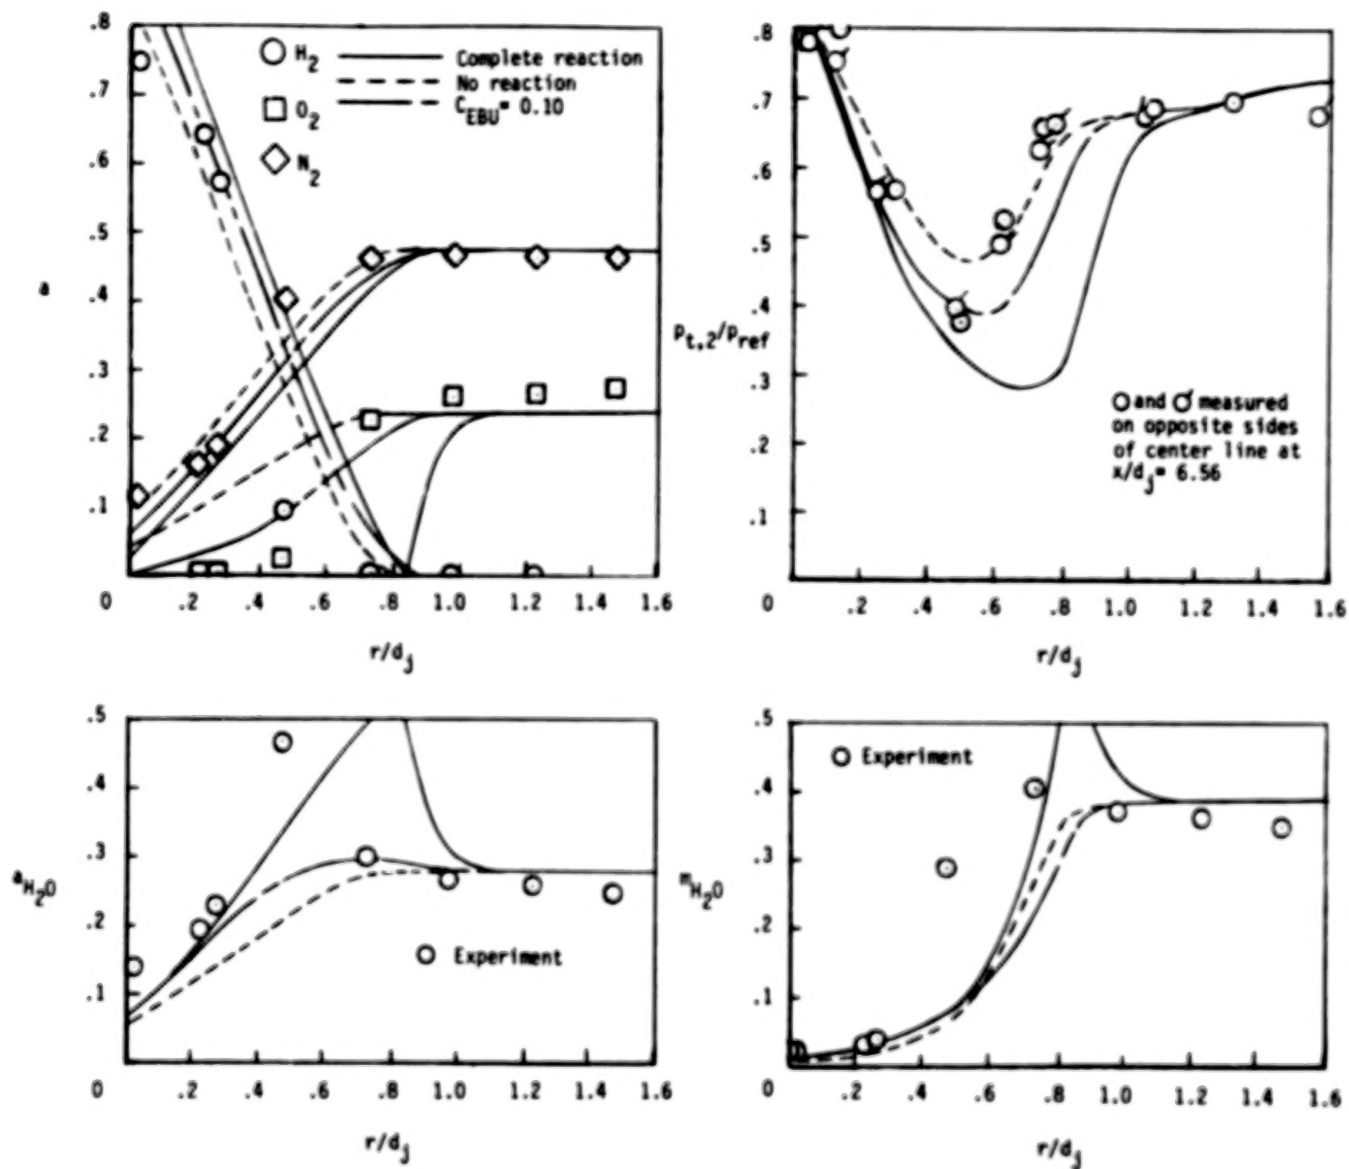 .8
.7
.6
.5
a
.4
.3
.2
.1
0
.2 .4 .6 .8 1.0 1.2 1.4 1.6
r/dj
H2
O2
N2
Complete reaction
No reaction
CEBU = 0.10
.8
.7
.6
.5
.4
pt,2/pref
.3
.2
.1
0
.2 .4 .6 .8 1.0 1.2 1.4 1.6
r/dj
O and O measured
on opposite sides
of center line at
x/dj = 6.56
.5
.4
.3
aH2O
.2
.1
0
.2 .4 .6 .8 1.0 1.2 1.4 1.6
r/dj
Experiment
.5
.4
.3
mH2O
.2
.1
0
.2 .4 .6 .8 1.0 1.2 1.4 1.6
r/dj
Experiment